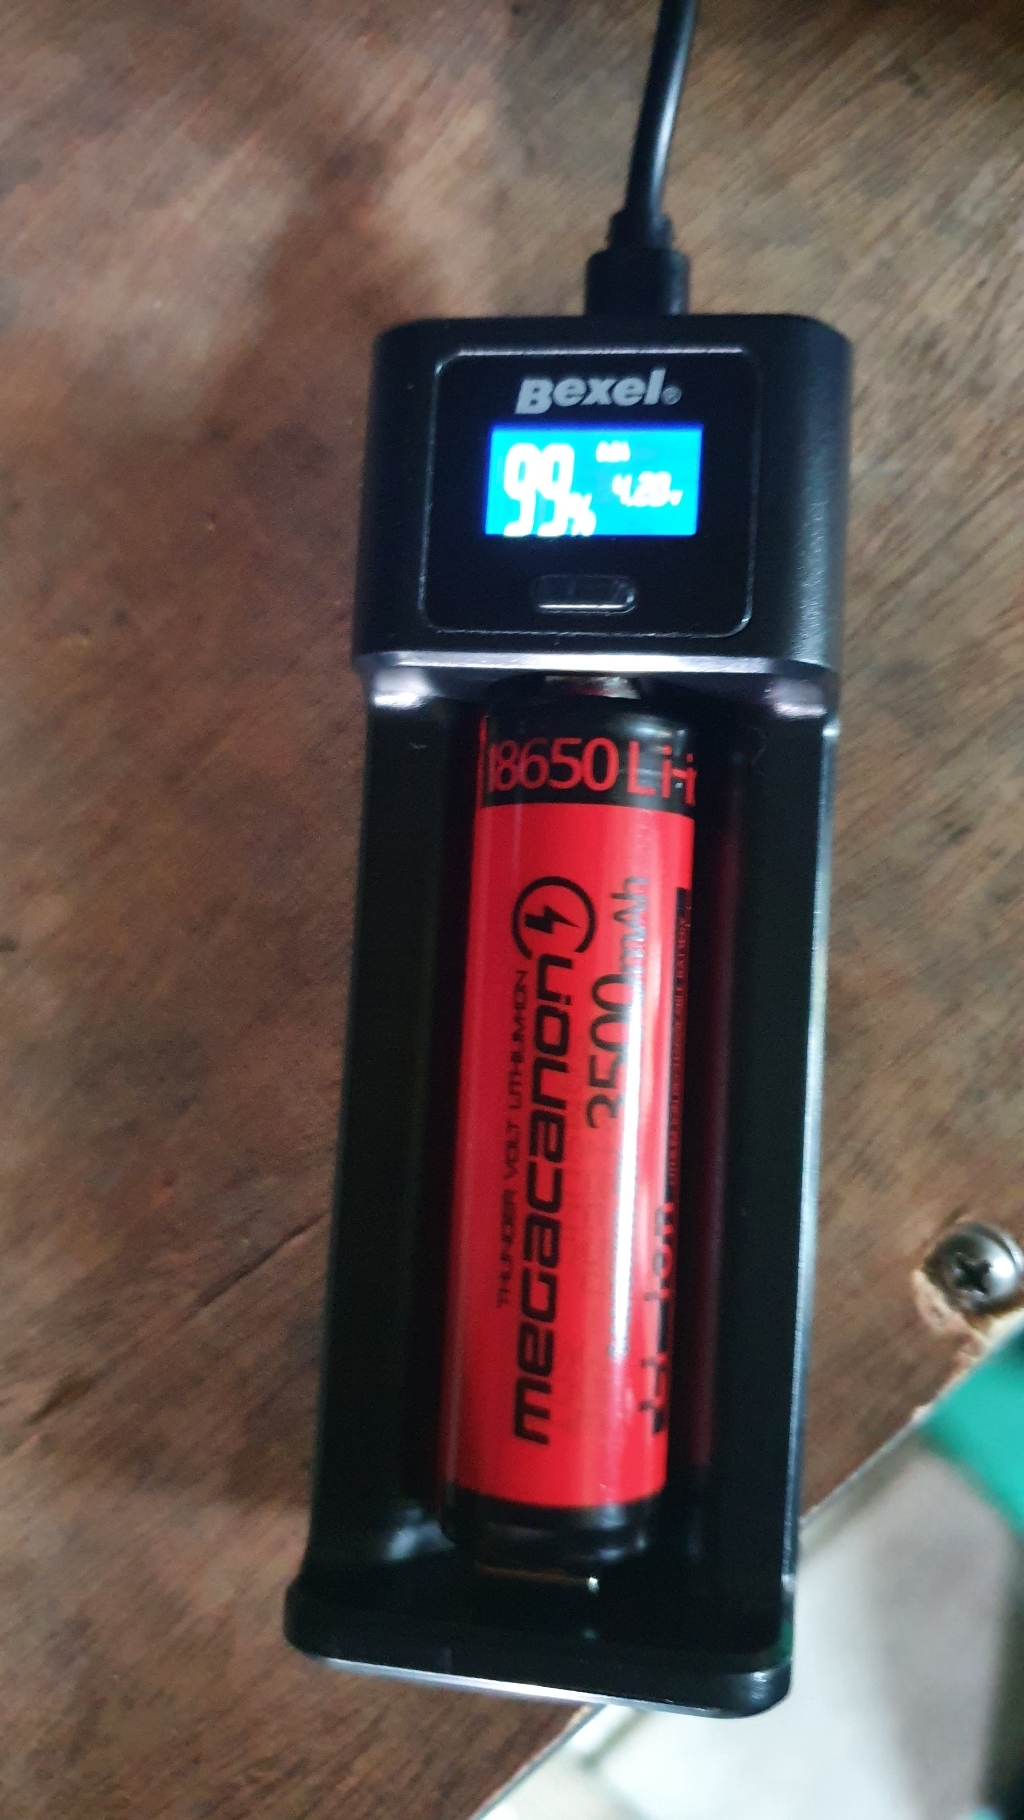 Bexel®
99%
4.20v
18650 Li-i
THUNDER VOLT LITHIUM-ION
megacanon
3500mAh